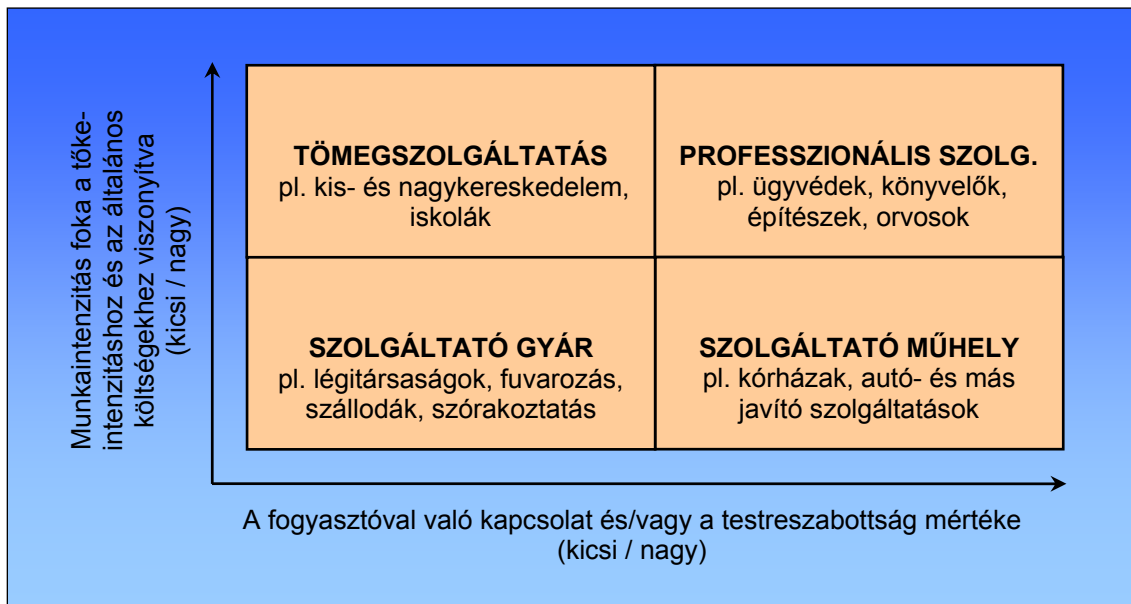 Munkaintenzitás foka a tőke-
intenzitáshoz és az általános
költségekhez viszonyítva
(kicsi / nagy)
TÖMEGSZOLGÁLTATÁS
pl. kis- és nagykereskedelem,
iskolák
PROFESSZIONÁLIS SZOLG.
pl. ügyvédek, könyvelők,
építészek, orvosok
SZOLGÁLTATÓ GYÁR
pl. légitársaságok, fuvarozás,
szállodák, szórakoztatás
SZOLGÁLTATÓ MŰHELY
pl. kórházak, autó- és más
javító szolgáltatások
A fogyasztóval való kapcsolat és/vagy a testreszabottság mértéke
(kicsi / nagy)